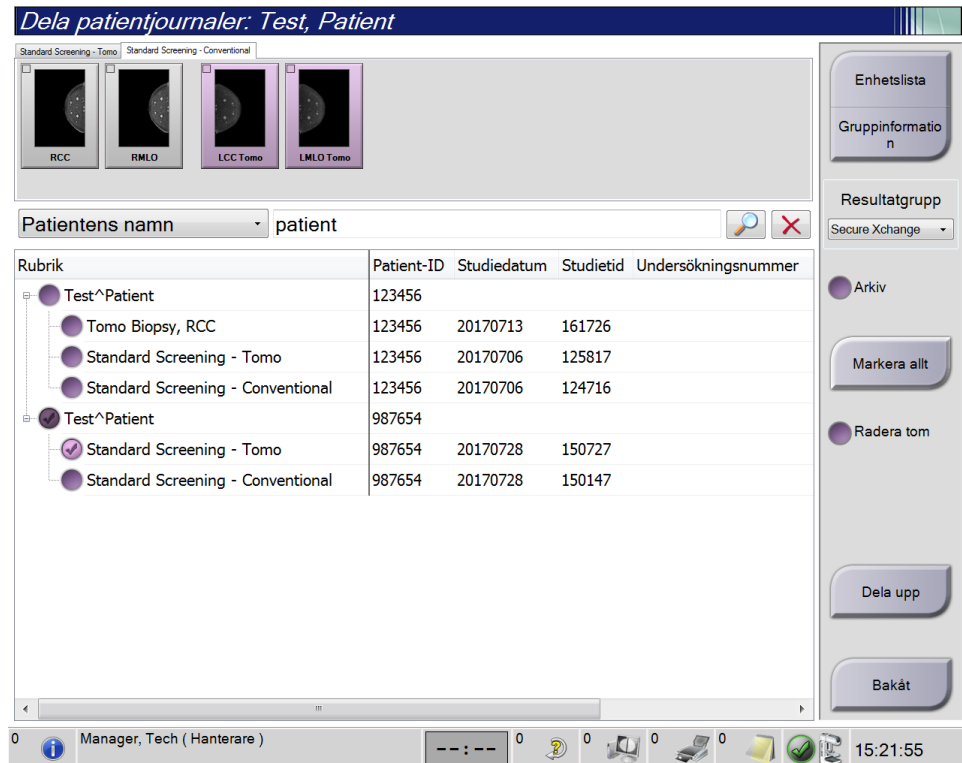 Dela patientjournaler: Test, Patient
Standard Screening - Tomo Standard Screening - Conventional
RCC RMLO LCC Tomo LMLO Tomo
Enhetslista
Gruppinformatio
n
Resultatgrupp
Secure Xchange
Patientens namn patient
Rubrik Patient-ID Studiedatum Studietid Undersökningsnummer
Test^Patient 123456
Tomo Biopsy, RCC 123456 20170713 161726
Standard Screening - Tomo 123456 20170706 125817
Standard Screening - Conventional 123456 20170706 124716
Test^Patient 987654
Standard Screening - Tomo 987654 20170728 150727
Standard Screening - Conventional 987654 20170728 150147
Arkiv
Markera allt
Radera tom
Dela upp
Bakåt
0 Manager, Tech ( Hanterare ) --:-- 0 0 0 0 15:21:55